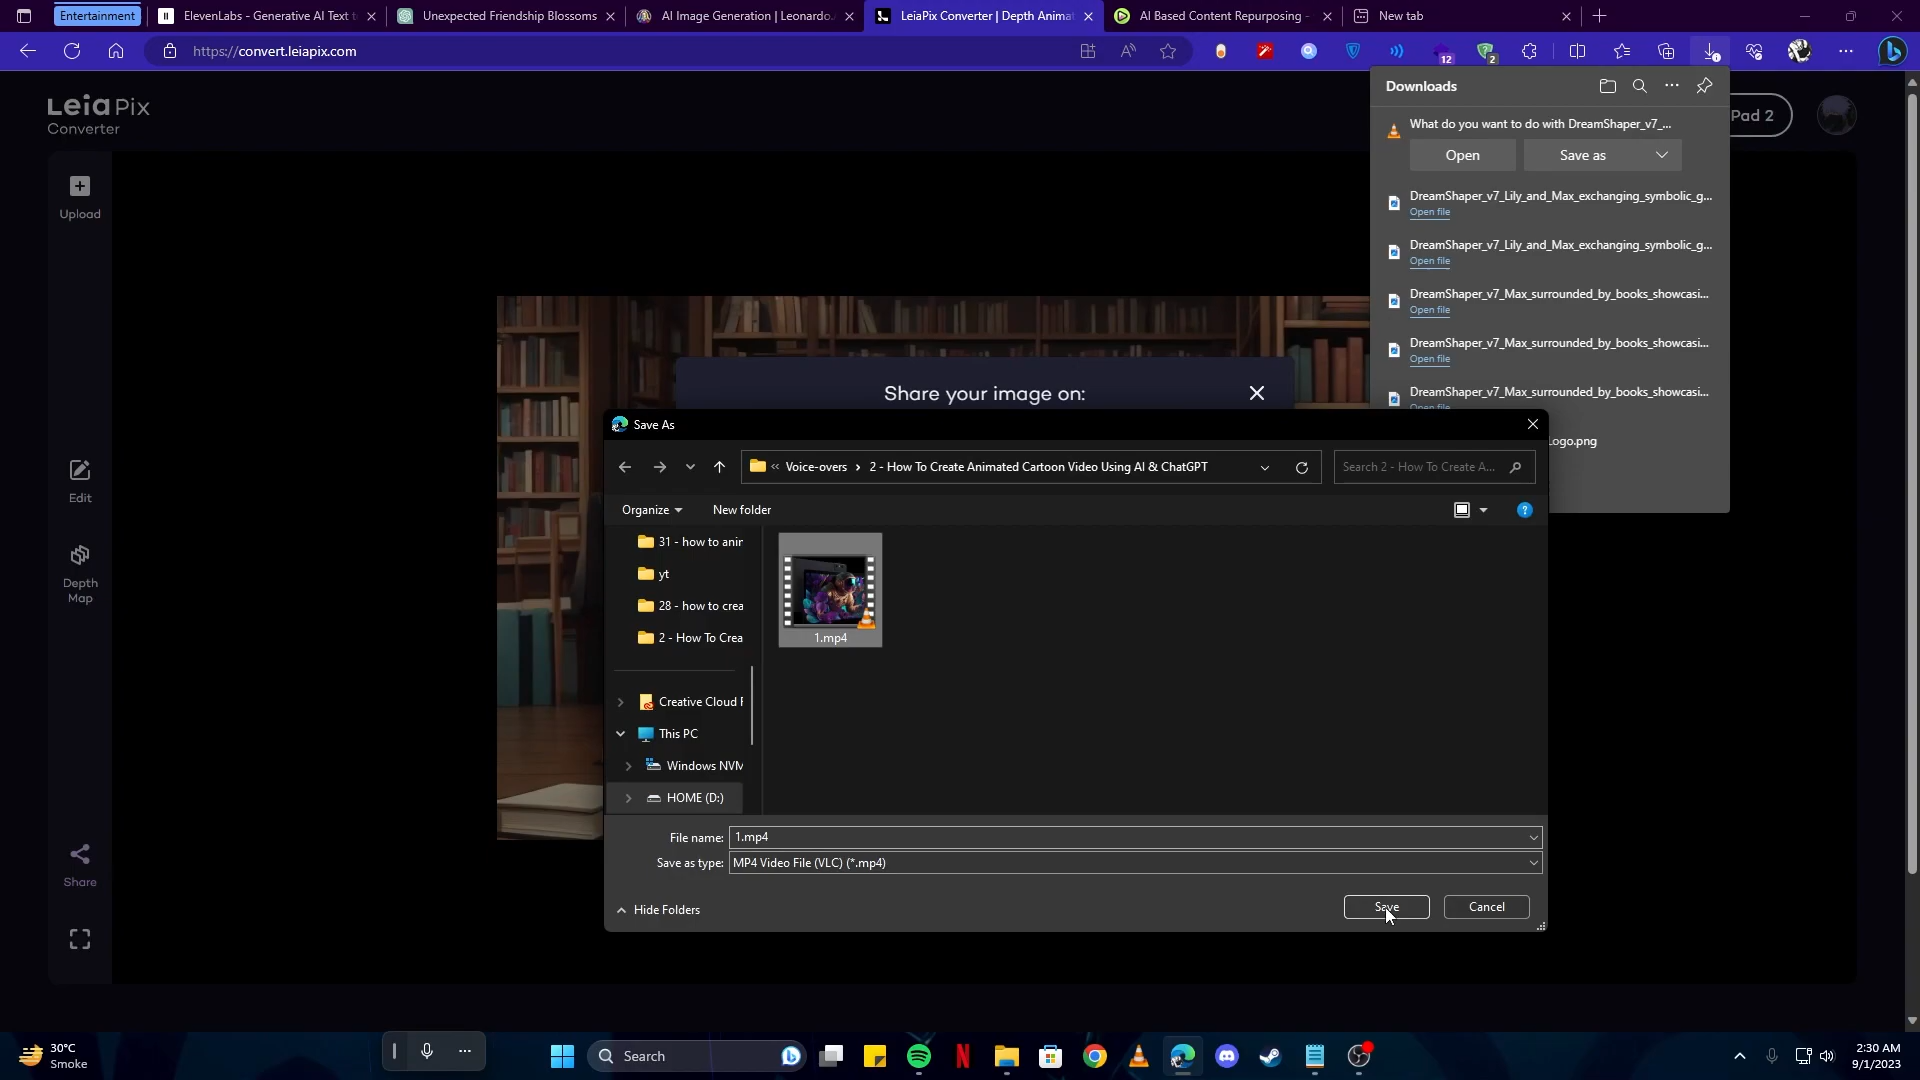 Entertainment
ElevenLabs - Generative AI Text to
Unexpected Friendship Blossoms
AI Image Generation | Leonardo.
LeiaPix Converter | Depth Animat
AI Based Content Repurposing -
New tab
https://convert.leiapix.com
12
2
Downloads
What do you want to do with DreamShaper_v7_...
Open
Save as
DreamShaper_v7_Lily_and_Max_exchanging_symbolic_g...
Open file
DreamShaper_v7_Lily_and_Max_exchanging_symbolic_g...
Open file
DreamShaper_v7_Max_surrounded_by_books_showcasi...
Open file
DreamShaper_v7_Max_surrounded_by_books_showcasi...
Open file
DreamShaper_v7_Max_surrounded_by_books_showcasi...
Open file
Logo.png
Pad 2
Leia Pix
Converter
Upload
Edit
Depth
Map
Share
Share your image on:
Save As
Voice-overs
2 - How To Create Animated Cartoon Video Using AI & ChatGPT
Search 2 - How To Create A...
Organize
New folder
31 - how to anir
yt
28 - how to crea
2 - How To Crea
Creative Cloud F
This PC
Windows NVM
HOME (D:)
1.mp4
File name:
1.mp4
Save as type:
MP4 Video File (VLC) (*.mp4)
Hide Folders
Save
Cancel
30°C
Smoke
Search
2:30 AM
9/1/2023